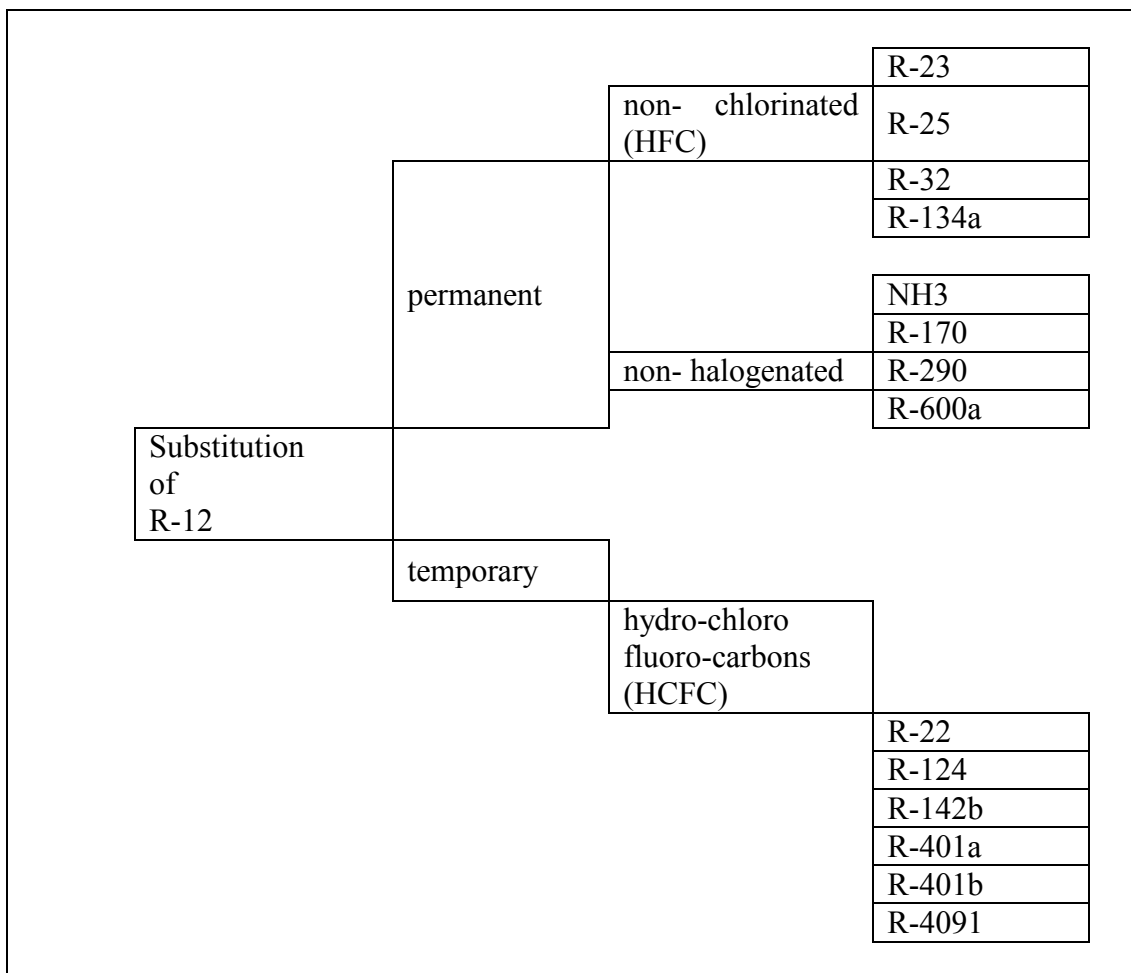 R-23
non- chlorinated
(HFC)
R-25
R-32
R-134a
permanent
NH3
R-170
non- halogenated
R-290
R-600a
Substitution
of
R-12
temporary
hydro-chloro
fluoro-carbons
(HCFC)
R-22
R-124
R-142b
R-401a
R-401b
R-4091